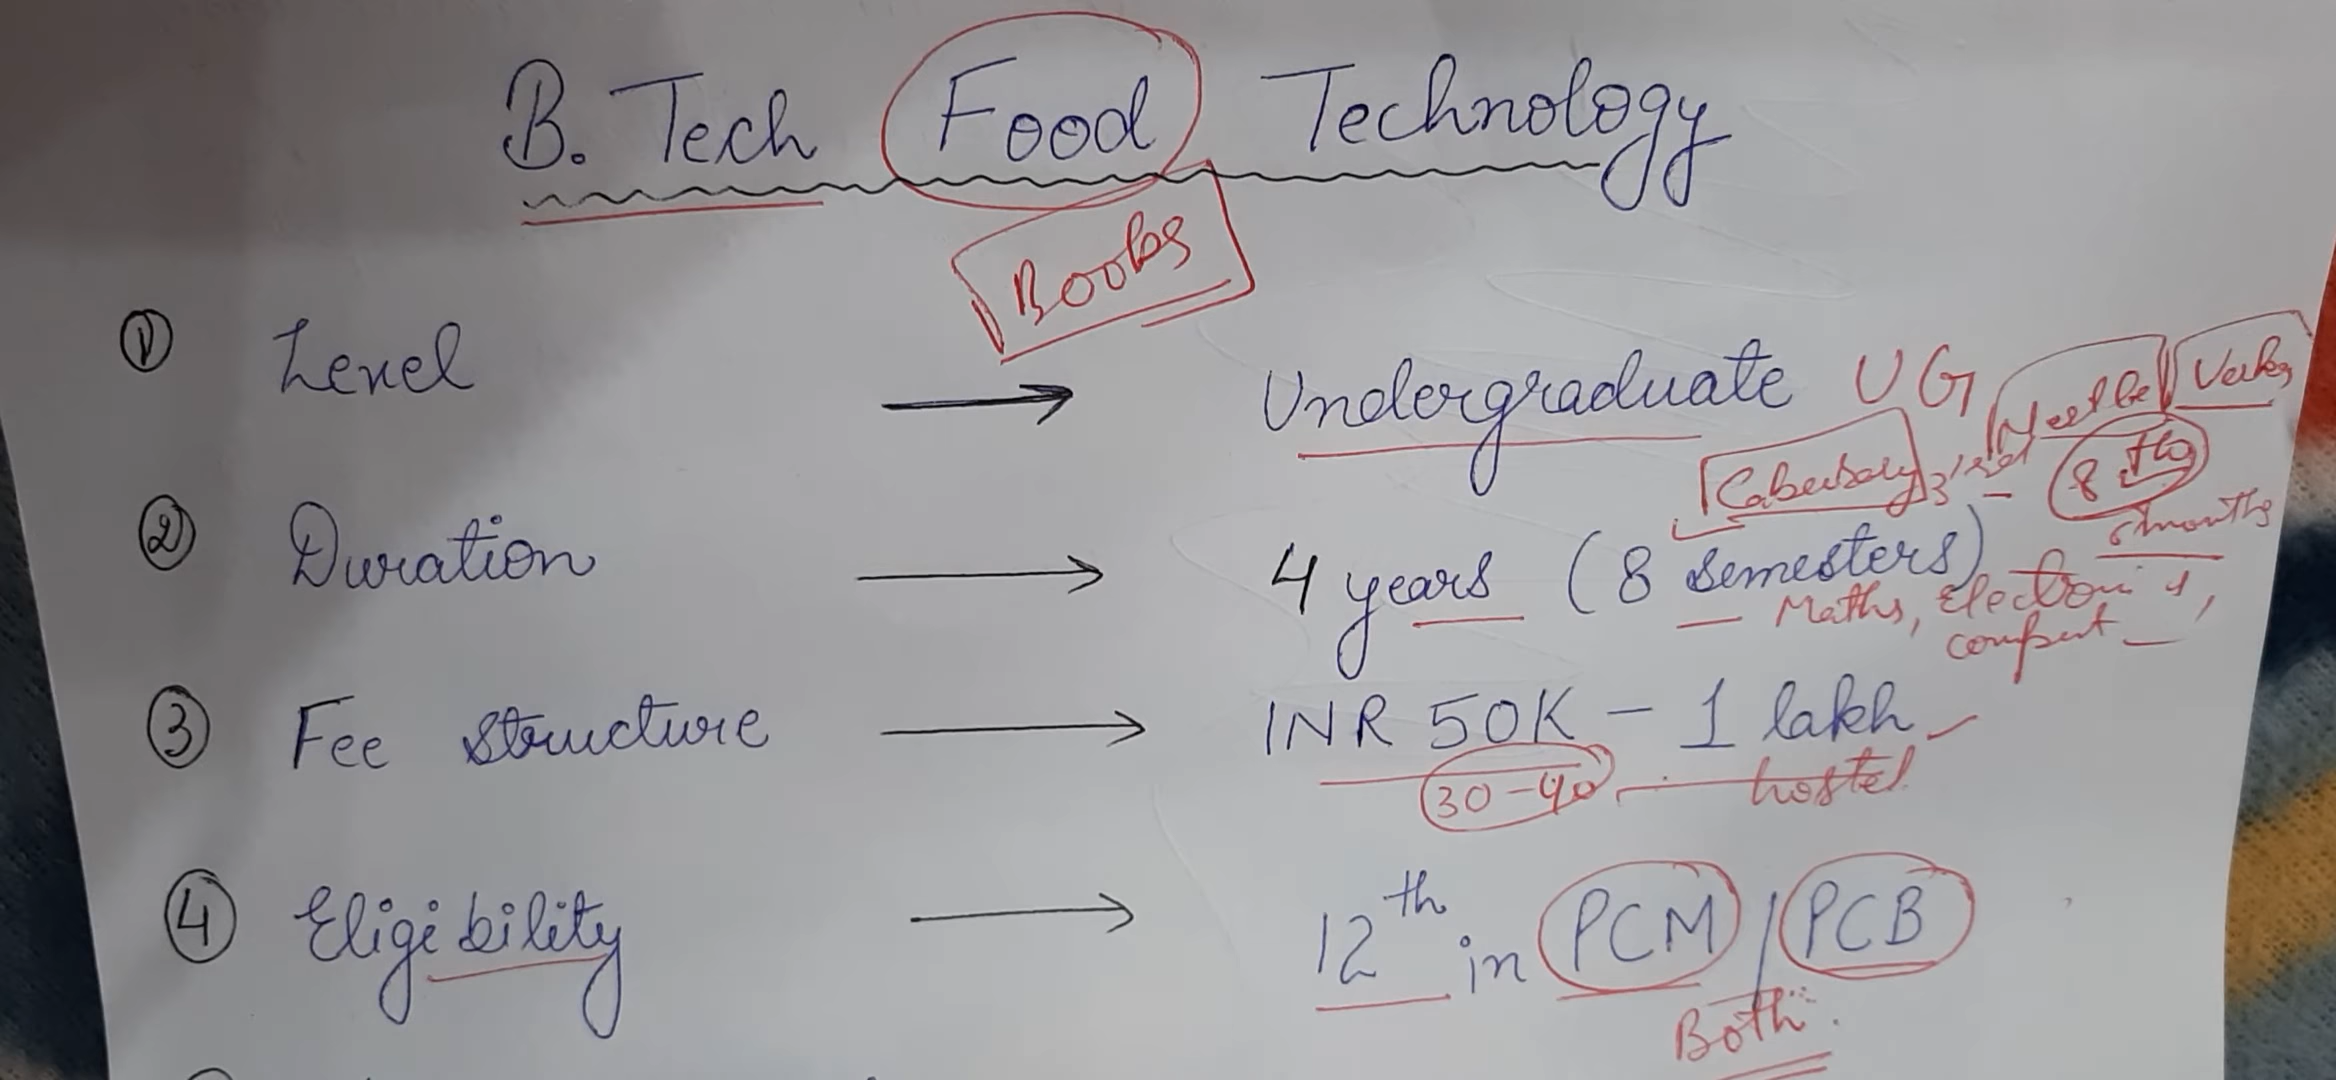 B. Tech Food Technology
Books
① Level → Undergraduate UG
8th
6 months
② Duration → 4 years (8 semesters) -
Maths,
③ Fee structure → INR 50K - 1 lakh
30-40 hostel
④ Eligibility → 12th in PCM / PCB
Both